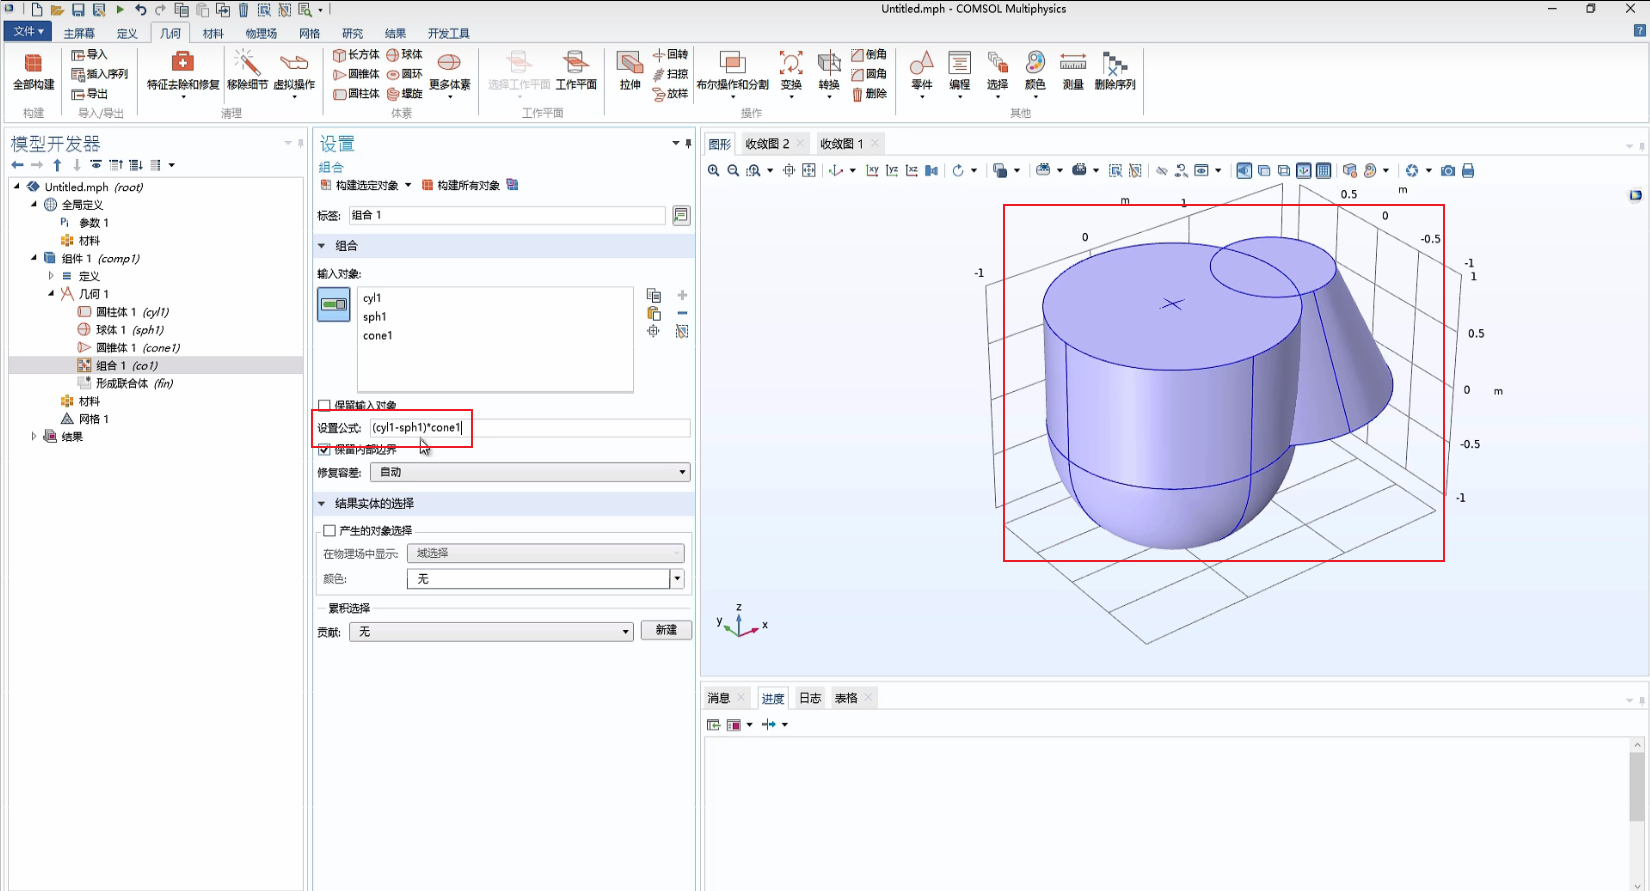 Untitled.mph - COMSOL Multiphysics
文件 主屏幕 定义 几何 材料 物理场 网格 研究 结果 开发工具
全部构建
构建
导入
插入序列
导出
导入/导出
特征去除和修复 移除细节 虚拟操作
清理
长方体 球体
圆锥体 圆环
圆柱体 螺旋
更多体素
体素
选择工作平面 工作平面
工作平面
拉伸
回转
扫掠
放样
布尔操作和分割 变换 转换
倒角
圆角
删除
操作
零件 编程 选择 颜色 测量 删除序列
其他
模型开发器
Untitled.mph (root)
全局定义
Pi 参数 1
材料
组件 1 (comp1)
定义
几何 1
圆柱体 1 (cyl1)
球体 1 (sph1)
圆锥体 1 (cone1)
组合 1 (co1)
形成联合体 (fin)
材料
网格 1
结果
设置
组合
构建选定对象 构建所有对象
标签: 组合 1
组合
输入对象:
cyl1
sph1
cone1
保留输入对象
设置公式: (cyl1-sph1)*cone1
保留内部边界
修复容差: 自动
结果实体的选择
产生的对象选择
在物理场中显示: 域选择
颜色: 无
累积选择
贡献: 无 新建
图形 收敛图 2 收敛图 1
xy yz xz
m
1
0
-1
0.5
m
0
-0.5
-1
1
0.5
0
m
-0.5
-1
z
y
x
消息 进度 日志 表格